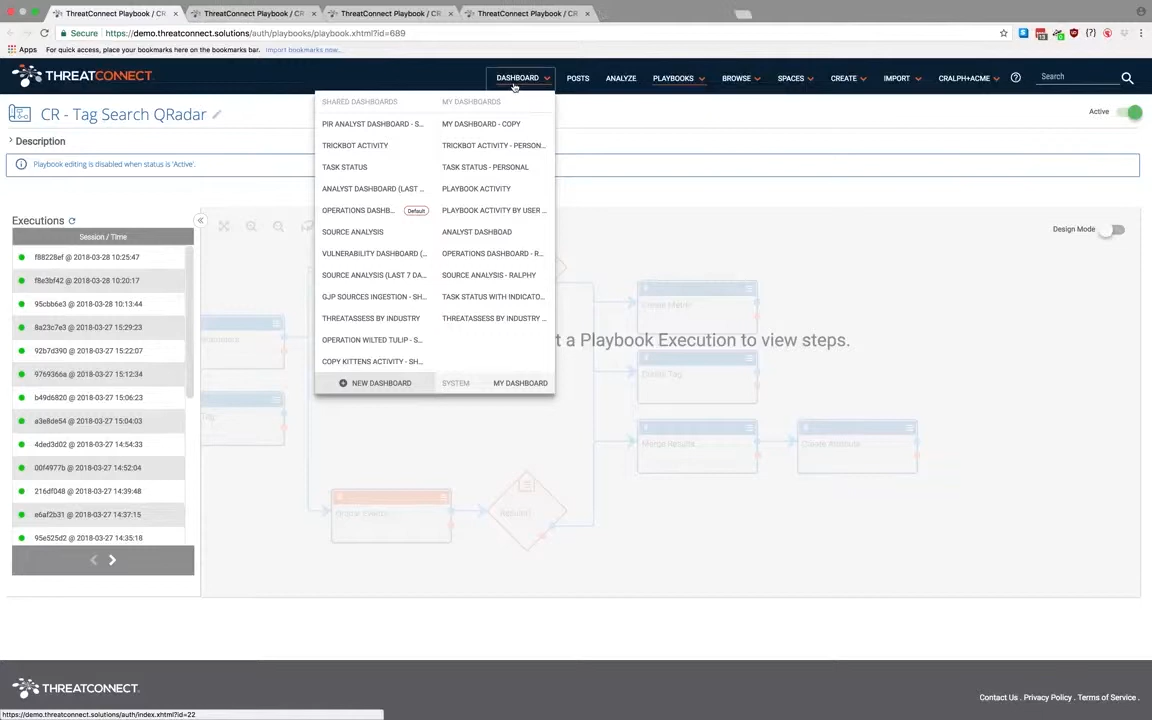 ThreatConnect Playbook / CR
ThreatConnect Playbook / CR
ThreatConnect Playbook / CR
ThreatConnect Playbook / CR
Secure https://demo.threatconnect.solutions/auth/playbooks/playbook.xhtml?id=689
Apps For quick access, place your bookmarks here on the bookmarks bar. Import bookmarks now...
THREATCONNECT
DASHBOARD POSTS ANALYZE PLAYBOOKS BROWSE SPACES CREATE IMPORT CRALPH+ACME Search
CR - Tag Search QRadar
Active
Description
Playbook editing is disabled when status is 'Active'.
SHARED DASHBOARDS MY DASHBOARDS
PIR ANALYST DASHBOARD - S... MY DASHBOARD - COPY
TRICKBOT ACTIVITY TRICKBOT ACTIVITY - PERSON...
TASK STATUS TASK STATUS - PERSONAL
ANALYST DASHBOARD (LAST ... PLAYBOOK ACTIVITY
OPERATIONS DASHB... Default PLAYBOOK ACTIVITY BY USER ...
SOURCE ANALYSIS ANALYST DASHBOAD
VULNERABILITY DASHBOARD (... OPERATIONS DASHBOARD - R...
SOURCE ANALYSIS (LAST 7 DA... SOURCE ANALYSIS - RALPHY
GJP SOURCES INGESTION - SH... TASK STATUS WITH INDICATO...
THREATASSESS BY INDUSTRY THREATASSESS BY INDUSTRY ...
OPERATION WILTED TULIP - S...
COPY KITTENS ACTIVITY - SH...
NEW DASHBOARD SYSTEM MY DASHBOARD
Executions
Session / Time
f88228ef @ 2018-03-28 10:25:47
f8e3bf42 @ 2018-03-28 10:20:17
95cbb6e3 @ 2018-03-28 10:13:44
8a23c7e3 @ 2018-03-27 15:29:23
92b7d390 @ 2018-03-27 15:22:07
9769366a @ 2018-03-27 15:12:34
b49d6820 @ 2018-03-27 15:06:23
a3e8de54 @ 2018-03-27 15:04:03
4ded3d02 @ 2018-03-27 14:54:33
00f4977b @ 2018-03-27 14:52:04
216df048 @ 2018-03-27 14:39:48
e6af2b31 @ 2018-03-27 14:37:15
95e525d2 @ 2018-03-27 14:35:18
Design Mode
t a Playbook Execution to view steps.
Create Tag
Merge Results
Create Attribute
THREATCONNECT
Contact Us . Privacy Policy . Terms of Service .
https://demo.threatconnect.solutions/auth/index.xhtml?id=22